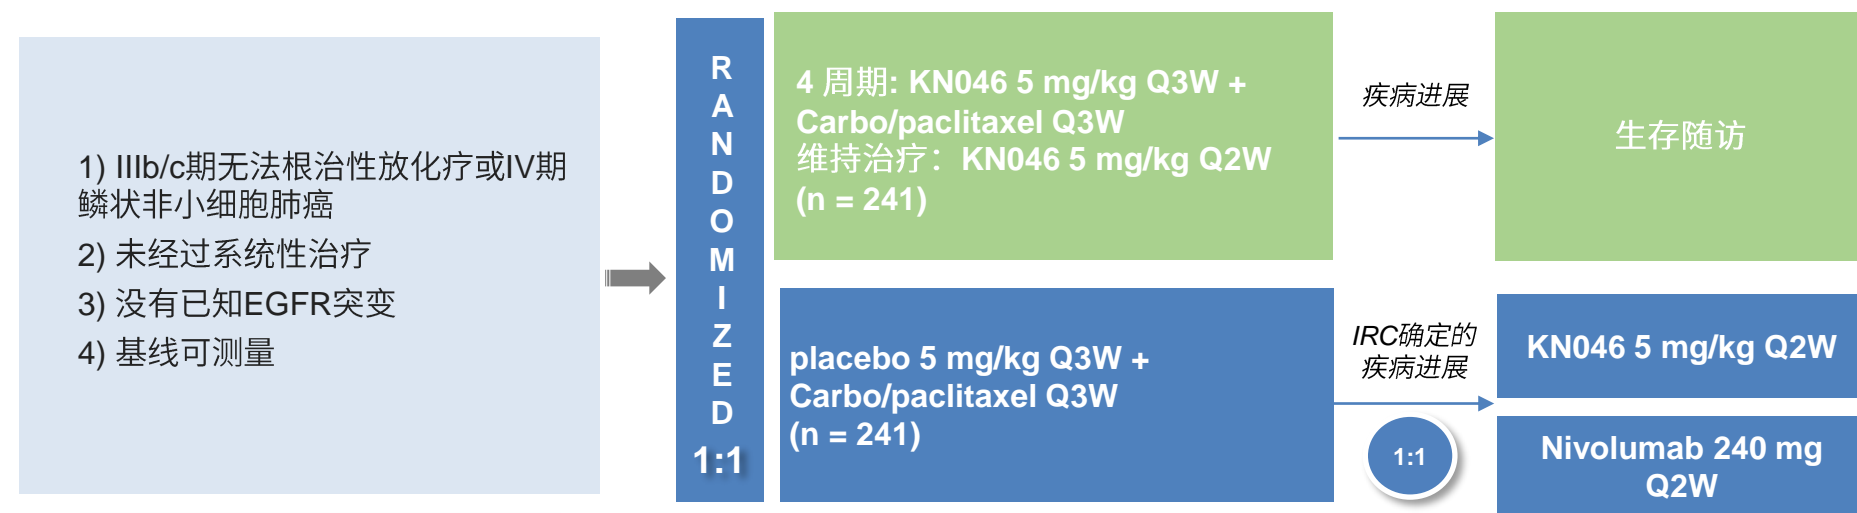 1) IIIb/c期无法根治性放化疗或IV期
鳞状非小细胞肺癌
2) 未经过系统性治疗
3) 没有已知EGFR突变
4) 基线可测量
R
A
N
D
O
M
I
Z
E
D
1:1
4 周期: KN046 5 mg/kg Q3W +
Carbo/paclitaxel Q3W
维持治疗：KN046 5 mg/kg Q2W
(n = 241)
疾病进展
生存随访
placebo 5 mg/kg Q3W +
Carbo/paclitaxel Q3W
(n = 241)
IRC确定的
疾病进展
1:1
KN046 5 mg/kg Q2W
Nivolumab 240 mg
Q2W